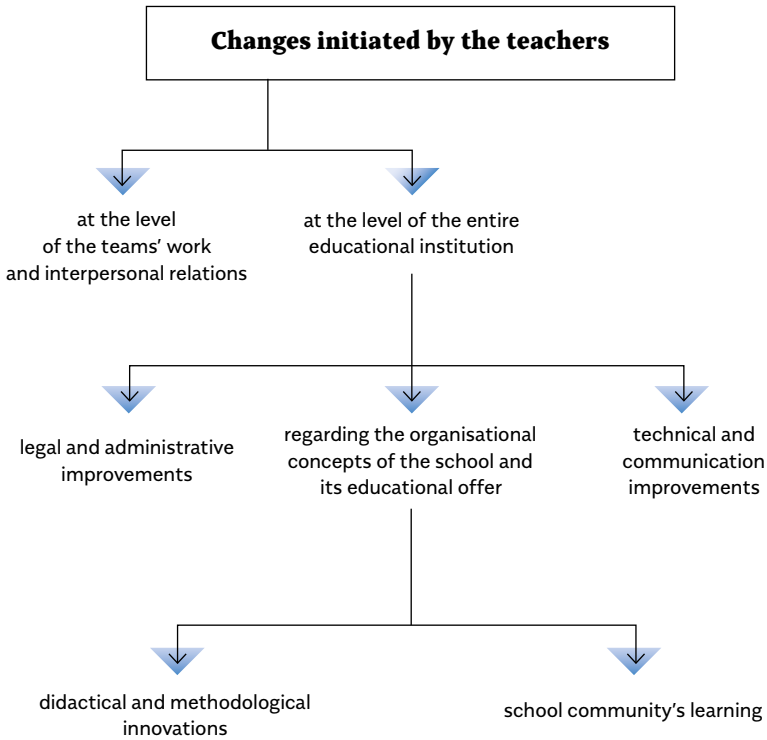 Changes initiated by the teachers
at the level
of the teams’ work
and interpersonal relations
at the level of the entire
educational institution
legal and administrative
improvements
regarding the organisational
concepts of the school and
its educational offer
technical and
communication
improvements
didactical and methodological
innovations
school community’s learning